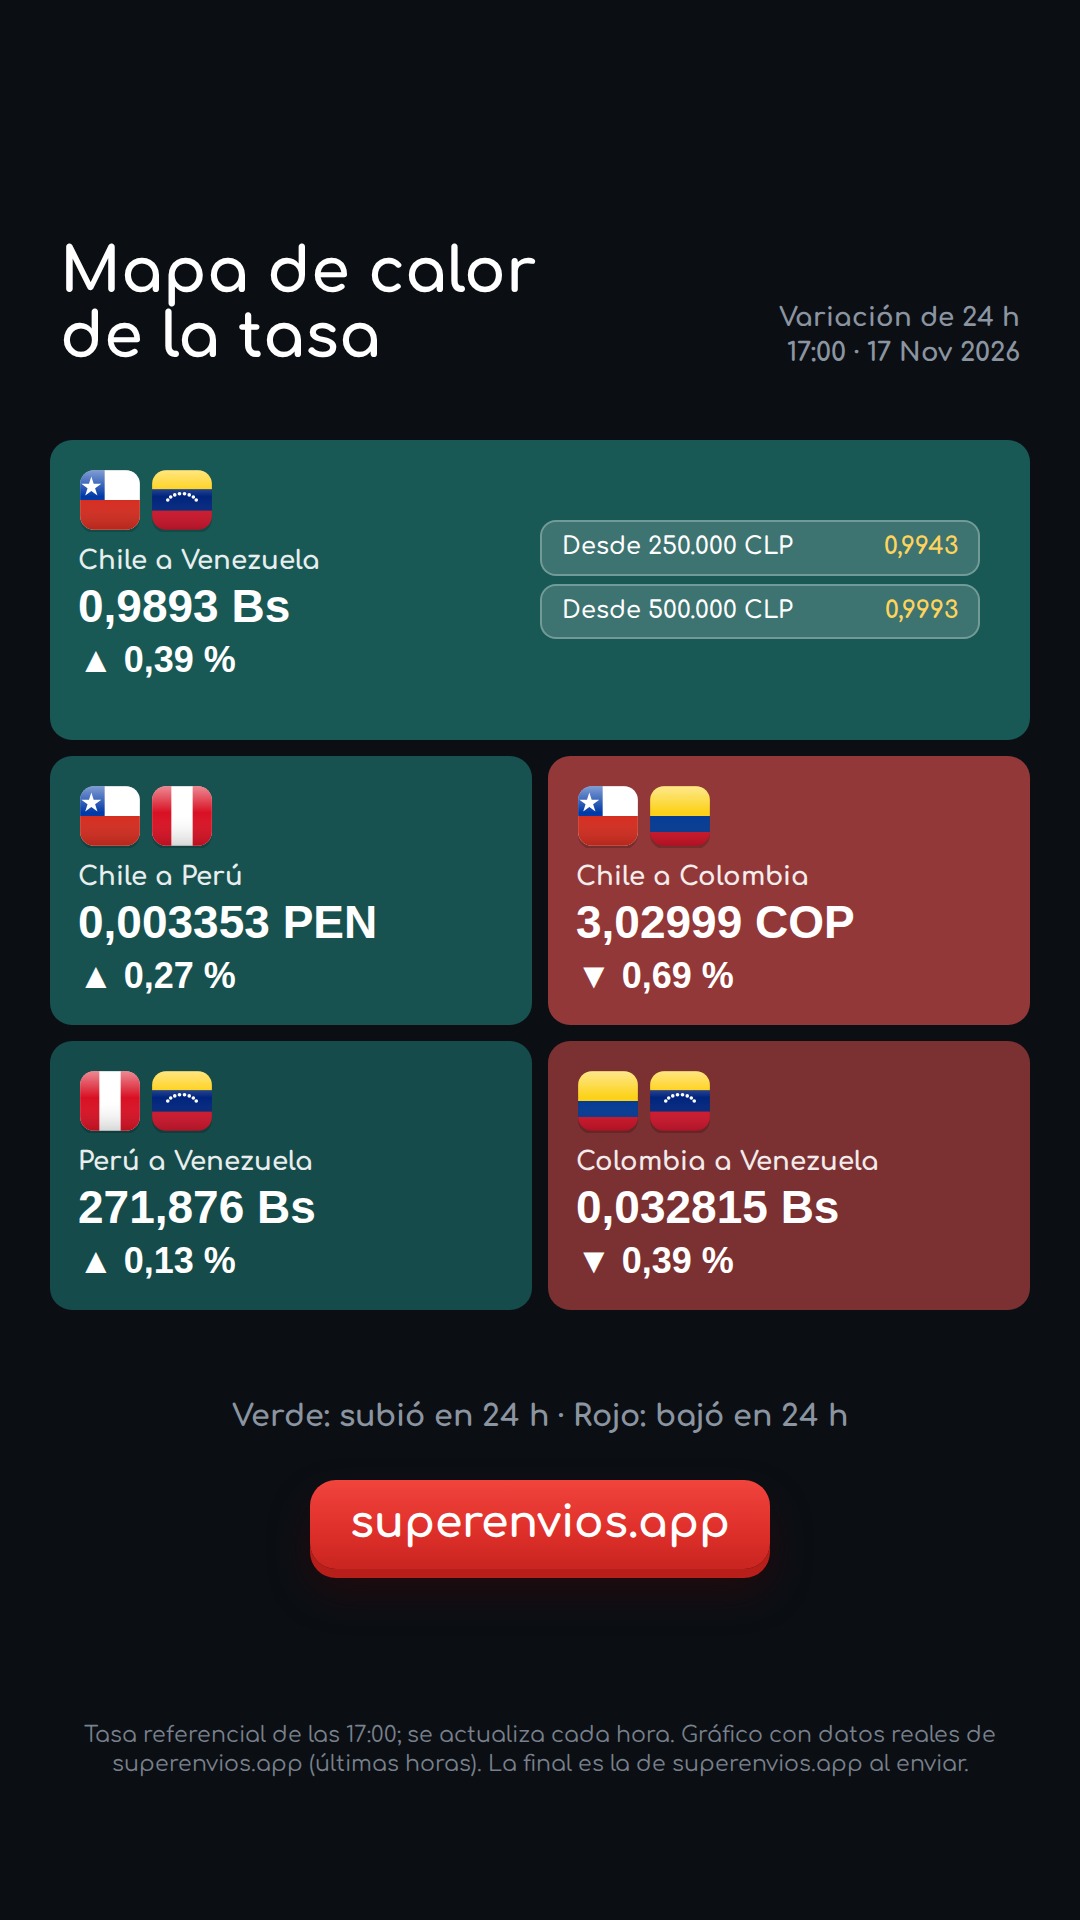 Mapa de calor
de la tasa
Variación de 24 h
17:00 · 17 Nov 2026
Chile a Venezuela
0,9893 Bs
▲ 0,39 %
Desde 250.000 CLP 0,9943
Desde 500.000 CLP 0,9993
Chile a Perú
0,003353 PEN
▲ 0,27 %
Chile a Colombia
3,02999 COP
▼ 0,69 %
Perú a Venezuela
271,876 Bs
▲ 0,13 %
Colombia a Venezuela
0,032815 Bs
▼ 0,39 %
Verde: subió en 24 h · Rojo: bajó en 24 h
superenvios.app
Tasa referencial de las 17:00; se actualiza cada hora. Gráfico con datos reales de
superenvios.app (últimas horas). La final es la de superenvios.app al enviar.